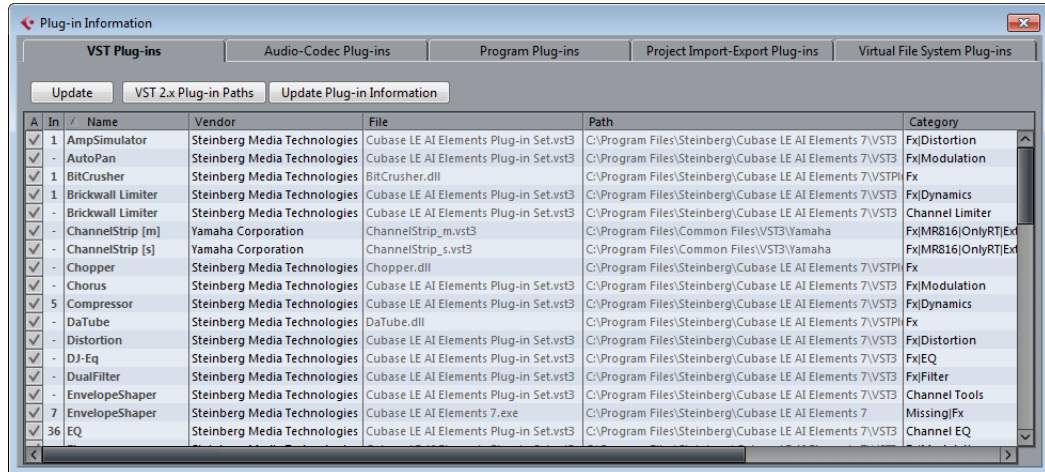 Plug-in Information
VST Plug-ins Audio-Codec Plug-ins Program Plug-ins Project Import-Export Plug-ins Virtual File System Plug-ins
Update VST 2.x Plug-in Paths Update Plug-in Information
A In Name Vendor File Path Category
1 AmpSimulator Steinberg Media Technologies Cubase LE AI Elements Plug-in Set.vst3 C:\Program Files\Steinberg\Cubase LE AI Elements 7\VST3 Fx|Distortion
- AutoPan Steinberg Media Technologies Cubase LE AI Elements Plug-in Set.vst3 C:\Program Files\Steinberg\Cubase LE AI Elements 7\VST3 Fx|Modulation
1 BitCrusher Steinberg Media Technologies BitCrusher.dll C:\Program Files\Steinberg\Cubase LE AI Elements 7\VSTPl Fx
1 Brickwall Limiter Steinberg Media Technologies Cubase LE AI Elements Plug-in Set.vst3 C:\Program Files\Steinberg\Cubase LE AI Elements 7\VST3 Fx|Dynamics
- Brickwall Limiter Steinberg Media Technologies Cubase LE AI Elements Plug-in Set.vst3 C:\Program Files\Steinberg\Cubase LE AI Elements 7\VST3 Channel Limiter
- ChannelStrip [m] Yamaha Corporation ChannelStrip_m.vst3 C:\Program Files\Common Files\VST3\Yamaha Fx|MR816|OnlyRT|Ext
- ChannelStrip [s] Yamaha Corporation ChannelStrip_s.vst3 C:\Program Files\Common Files\VST3\Yamaha Fx|MR816|OnlyRT|Ext
- Chopper Steinberg Media Technologies Chopper.dll C:\Program Files\Steinberg\Cubase LE AI Elements 7\VSTPl Fx
- Chorus Steinberg Media Technologies Cubase LE AI Elements Plug-in Set.vst3 C:\Program Files\Steinberg\Cubase LE AI Elements 7\VST3 Fx|Modulation
5 Compressor Steinberg Media Technologies Cubase LE AI Elements Plug-in Set.vst3 C:\Program Files\Steinberg\Cubase LE AI Elements 7\VST3 Fx|Dynamics
- DaTube Steinberg Media Technologies DaTube.dll C:\Program Files\Steinberg\Cubase LE AI Elements 7\VSTPl Fx
- Distortion Steinberg Media Technologies Cubase LE AI Elements Plug-in Set.vst3 C:\Program Files\Steinberg\Cubase LE AI Elements 7\VST3 Fx|Distortion
- DJ-Eq Steinberg Media Technologies Cubase LE AI Elements Plug-in Set.vst3 C:\Program Files\Steinberg\Cubase LE AI Elements 7\VST3 Fx|EQ
- DualFilter Steinberg Media Technologies Cubase LE AI Elements Plug-in Set.vst3 C:\Program Files\Steinberg\Cubase LE AI Elements 7\VST3 Fx|Filter
- EnvelopeShaper Steinberg Media Technologies Cubase LE AI Elements Plug-in Set.vst3 C:\Program Files\Steinberg\Cubase LE AI Elements 7\VST3 Channel Tools
7 EnvelopeShaper Steinberg Media Technologies Cubase LE AI Elements 7.exe C:\Program Files\Steinberg\Cubase LE AI Elements 7 Missing|Fx
36 EQ Steinberg Media Technologies Cubase LE AI Elements Plug-in Set.vst3 C:\Program Files\Steinberg\Cubase LE AI Elements 7\VST3 Channel EQ